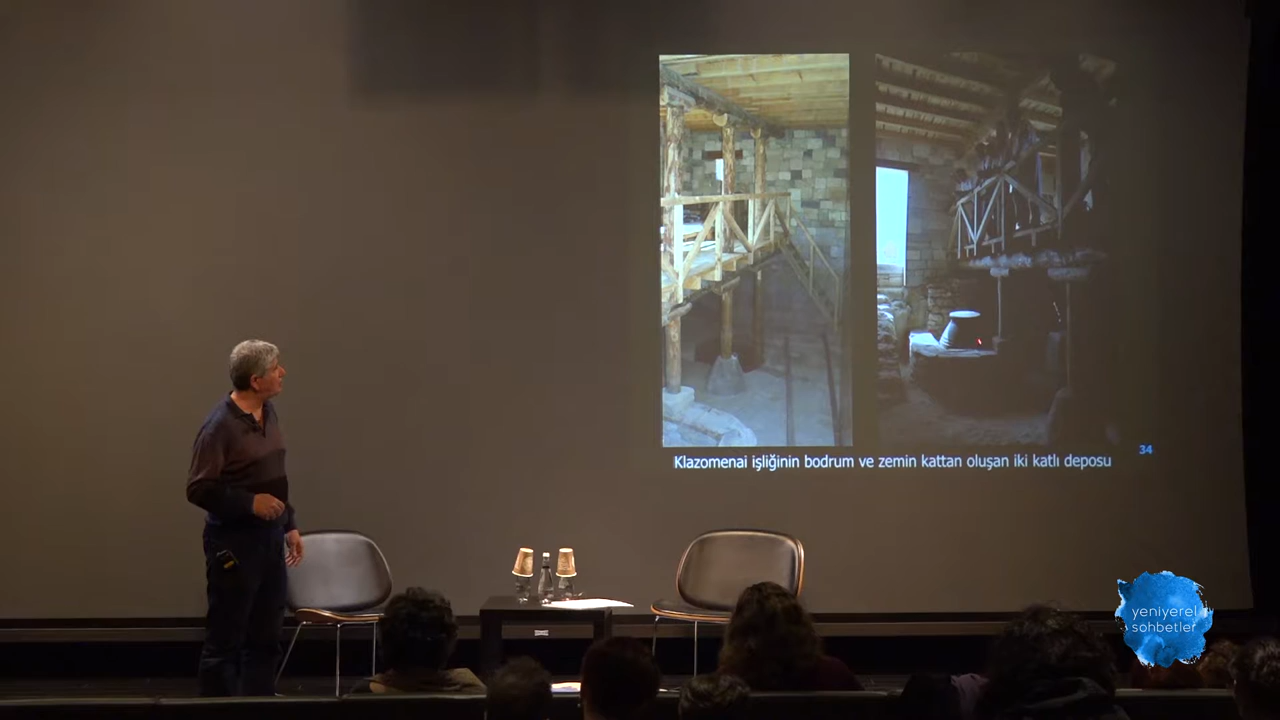 34
Klazomenai işliğinin bodrum ve zemin kattan oluşan iki katlı deposu
yeniyerel
sohbetler